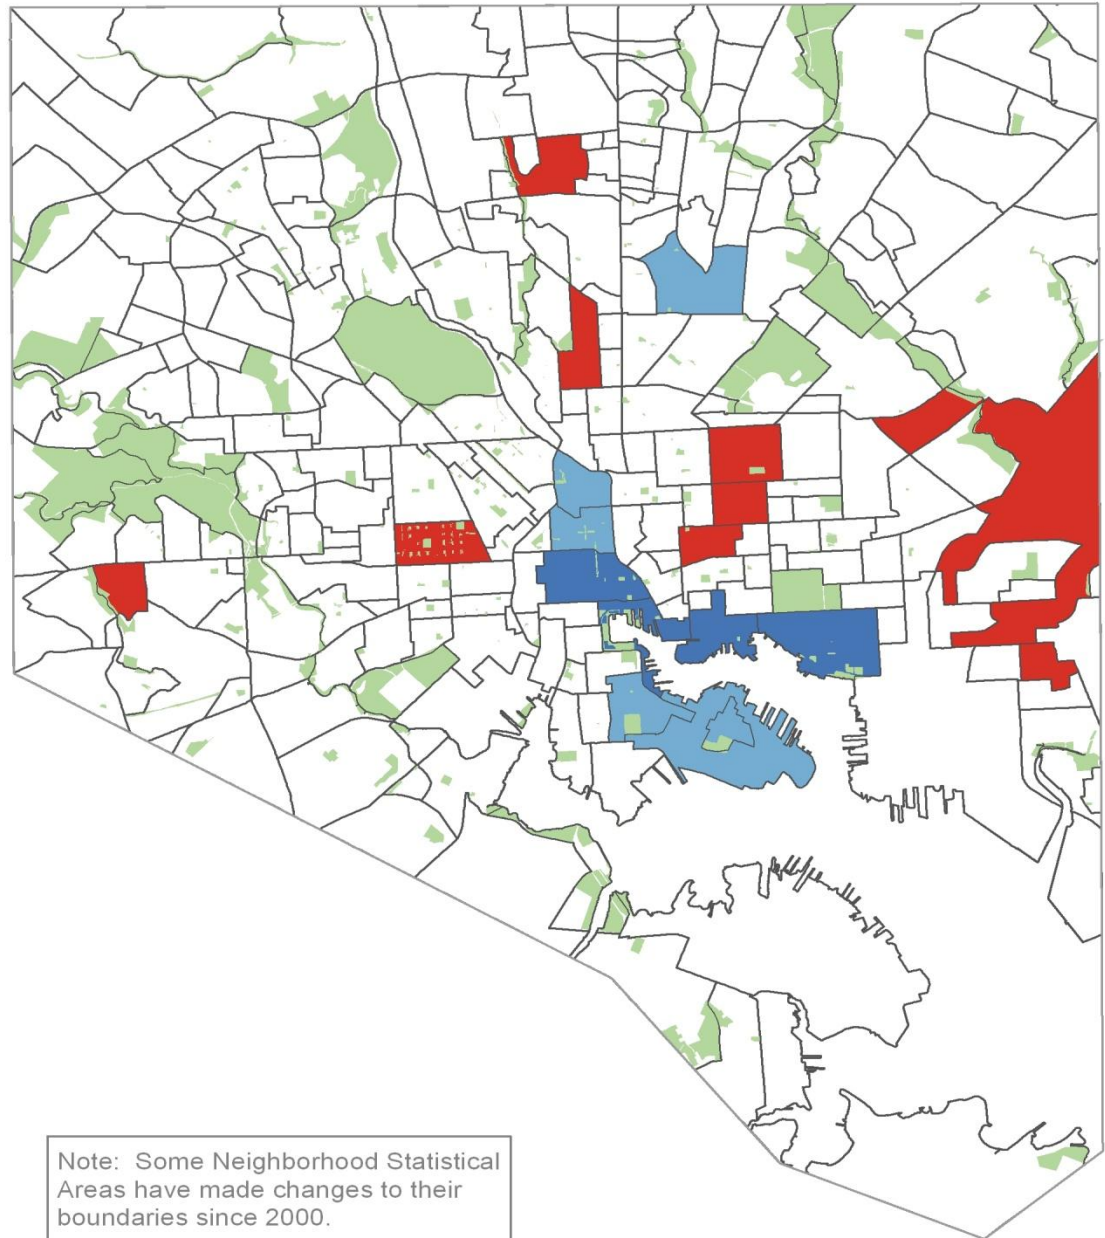 Note: Some Neighborhood Statistical
Areas have made changes to their
boundaries since 2000.